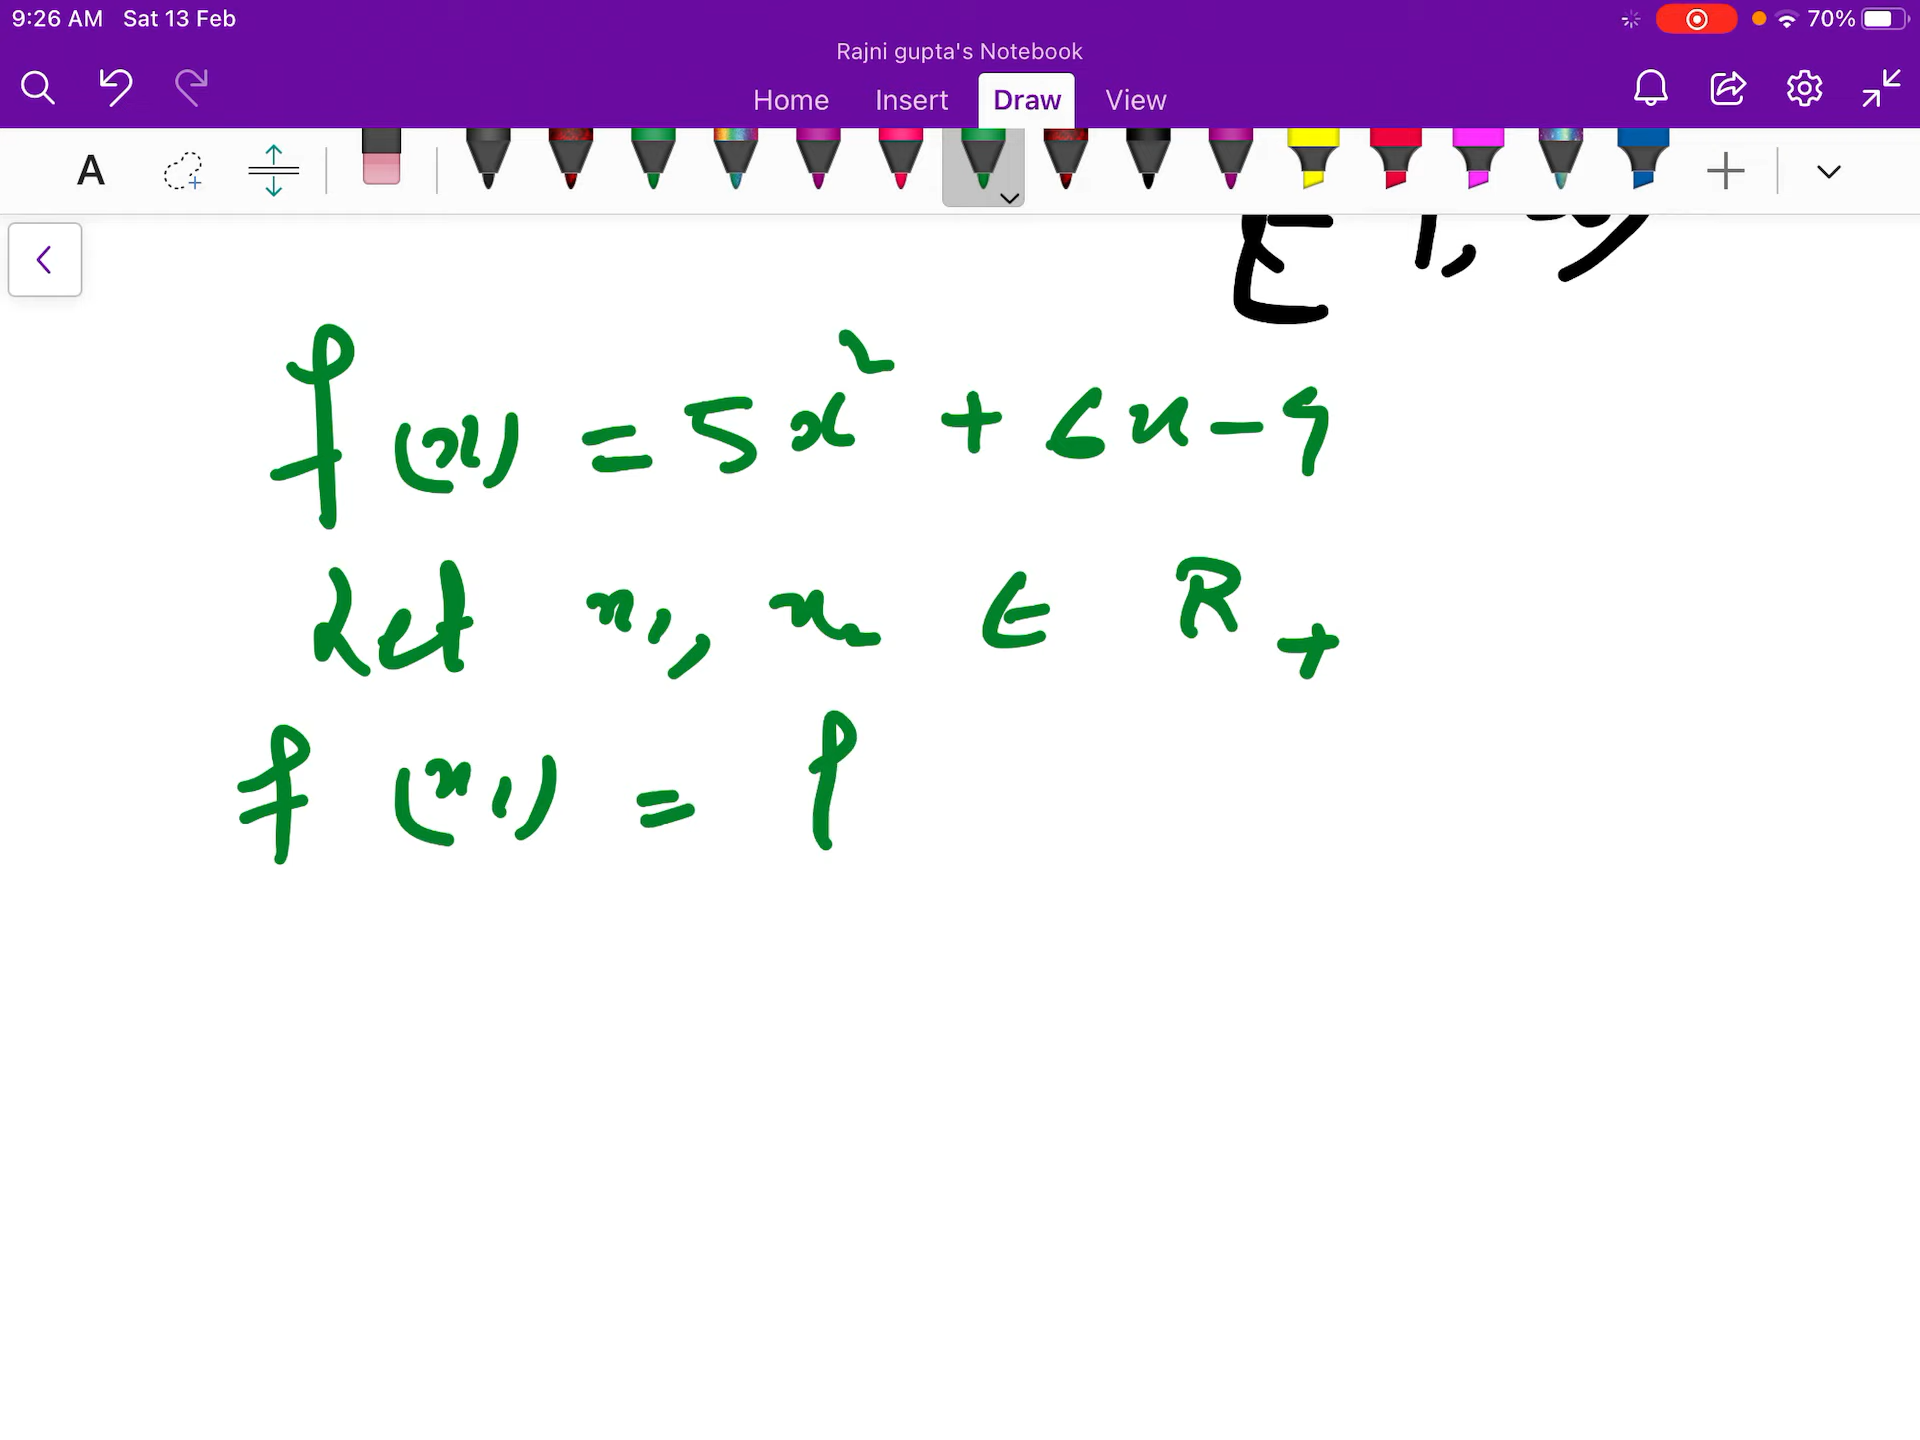 9:26 AM Sat 13 Feb 70%
Rajni gupta's Notebook
Home Insert Draw View
A
f(x) = 5x² + 6x - 9
Let x₁, x₂ ∈ R₊
f(x₁) = f